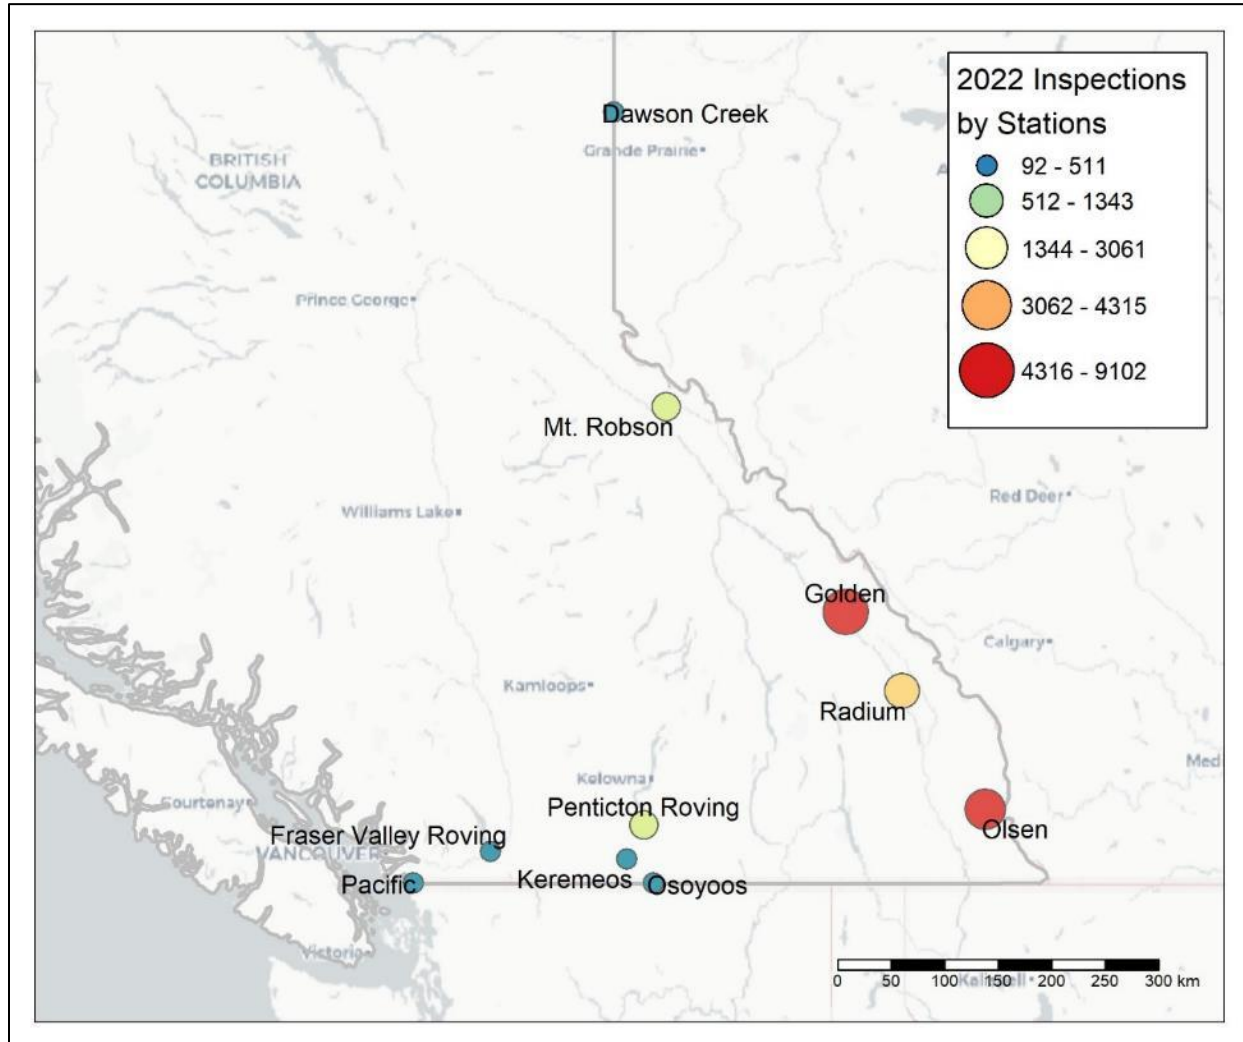 2022 Inspections
by Stations
92 - 511
512 - 1343
1344 - 3061
3062 - 4315
4316 - 9102
Dawson Creek
Grande Prairie
BRITISH
COLUMBIA
A
Prince George
Mt. Robson
Red Deer
Williams Lake
Golden
Calgary
Kamloops
Radium
Med
Kelowna
Courtenay
Penticton Roving
Olsen
Fraser Valley Roving
VANCOUVER
Keremeos
Osoyoos
Pacific
Victoria
0 50 100 150 200 250 300 km